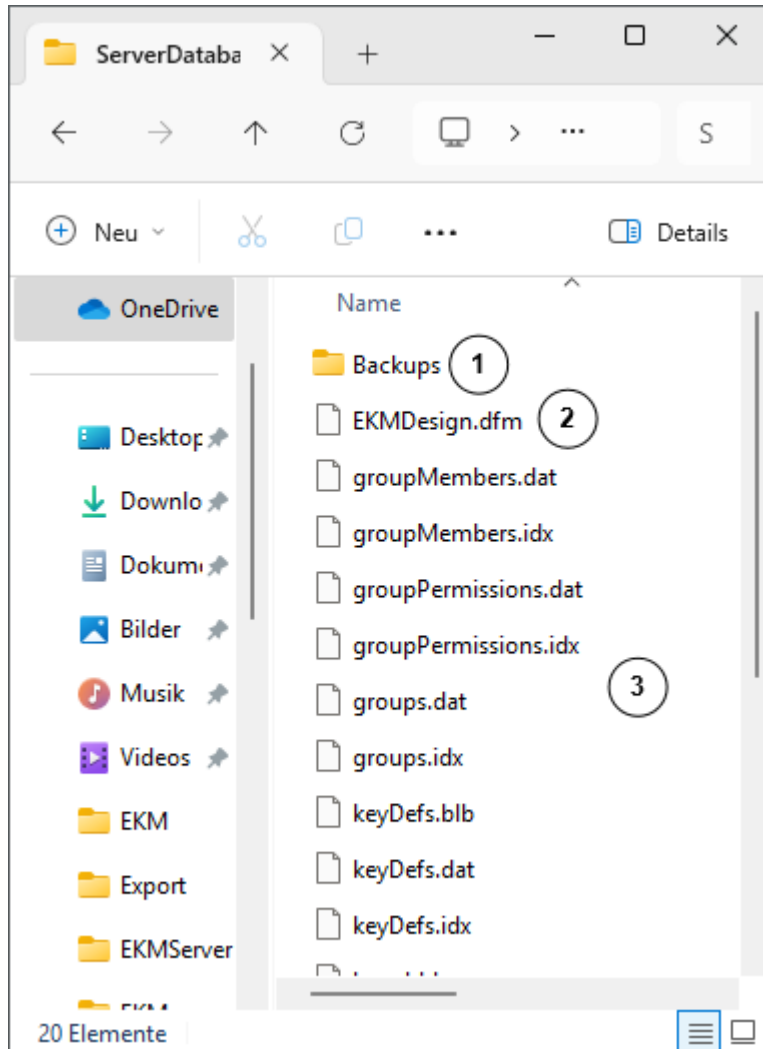 ServerDataba
S
Neu
Details
OneDrive
Desktop
Downlo
Dokume
Bilder
Musik
Videos
EKM
Export
EKMServer
Name
Backups 1
EKMDesign.dfm 2
groupMembers.dat
groupMembers.idx
groupPermissions.dat
groupPermissions.idx
3
groups.dat
groups.idx
keyDefs.blb
keyDefs.dat
keyDefs.idx
20 Elemente